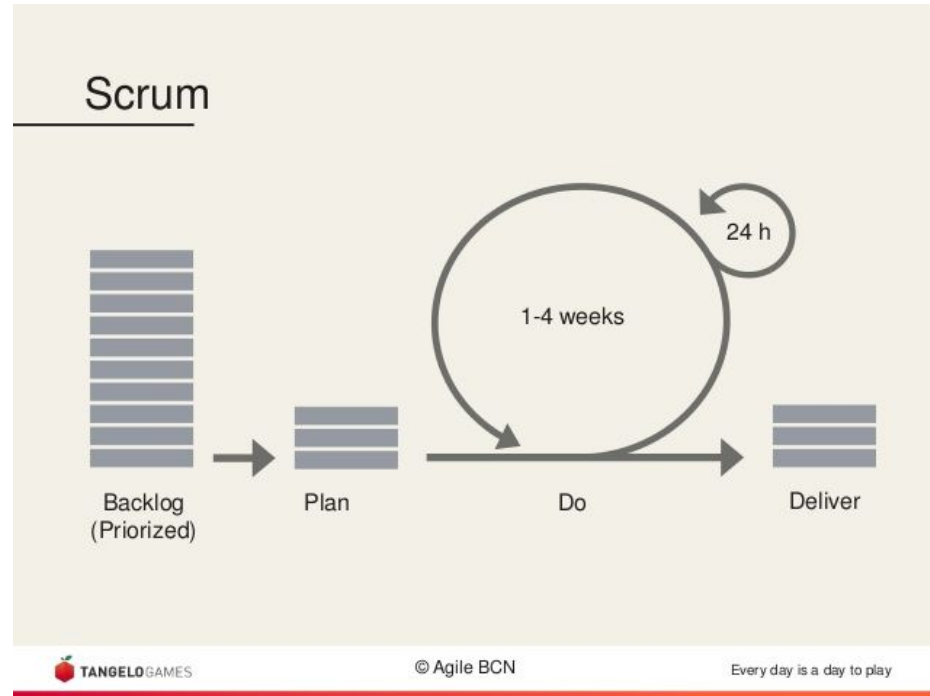 Scrum
24 h
1-4 weeks
Backlog
(Priorized)
Plan
Do
Deliver
TANGELOGAMES
© Agile BCN
Every day is a day to play